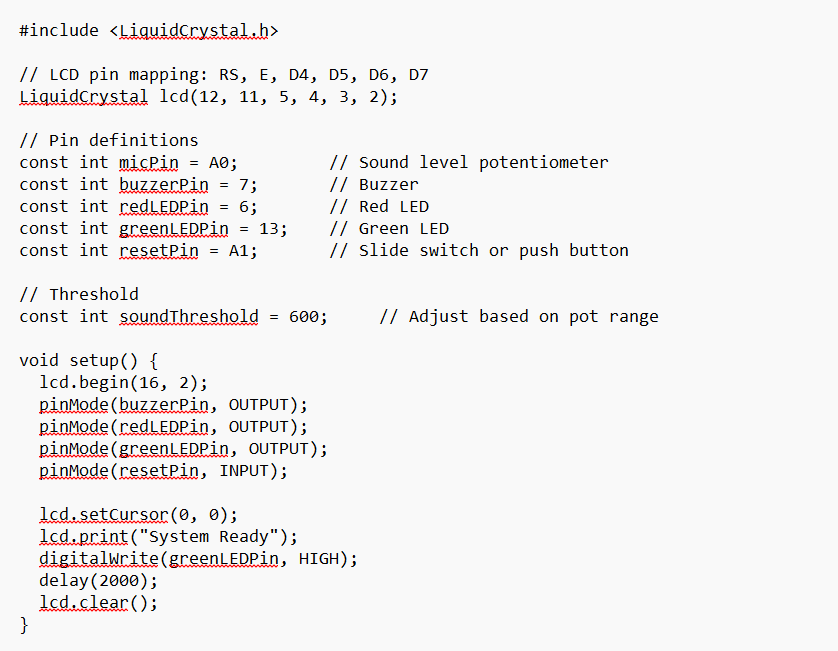 #include <LiquidCrystal.h>

// LCD pin mapping: RS, E, D4, D5, D6, D7
LiquidCrystal lcd(12, 11, 5, 4, 3, 2);

// Pin definitions
const int micPin = A0;         // Sound level potentiometer
const int buzzerPin = 7;       // Buzzer
const int redLEDPin = 6;       // Red LED
const int greenLEDPin = 13;    // Green LED
const int resetPin = A1;       // Slide switch or push button

// Threshold
const int soundThreshold = 600;     // Adjust based on pot range

void setup() {
  lcd.begin(16, 2);
  pinMode(buzzerPin, OUTPUT);
  pinMode(redLEDPin, OUTPUT);
  pinMode(greenLEDPin, OUTPUT);
  pinMode(resetPin, INPUT);

  lcd.setCursor(0, 0);
  lcd.print("System Ready");
  digitalWrite(greenLEDPin, HIGH);
  delay(2000);
  lcd.clear();
}